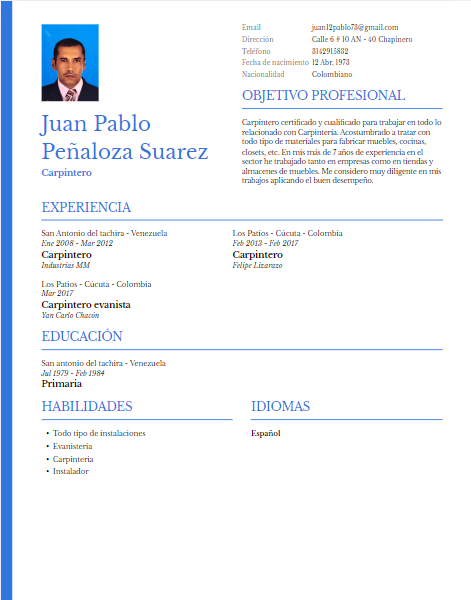 Email juan12pablo73@gmail.com
Dirección Calle 6 # 10 AN - 40 Chapinero
Teléfono 3142915832
Fecha de nacimiento 12 Abr. 1973
Nacionalidad Colombiano
Juan Pablo
Peñaloza Suarez
Carpintero
OBJETIVO PROFESIONAL
Carpintero certificado y cualificado para trabajar en todo lo
relacionado con Carpintería. Acostumbrado a tratar con
todo tipo de materiales para fabricar muebles, cocinas,
closets, etc. En mis más de 7 años de experiencia en el
sector he trabajado tanto en empresas como en tiendas y
almacenes de muebles. Me considero muy diligente en mis
trabajos aplicando el buen desempeño.
EXPERIENCIA
San Antonio del tachira - Venezuela
Ene 2008 - Mar 2012
Carpintero
Industrias MM
Los Patios - Cúcuta - Colombia
Feb 2013 - Feb 2017
Carpintero
Felipe Lizarazo
Los Patios - Cúcuta - Colombia
Mar 2017
Carpintero evanista
Yan Carlo Chacón
EDUCACIÓN
San antonio del tachira - Venezuela
Jul 1979 - Feb 1984
Primaria
HABILIDADES
• Todo tipo de instalaciones
• Evanisteria
• Carpinteria
• Instalador
IDIOMAS
Español